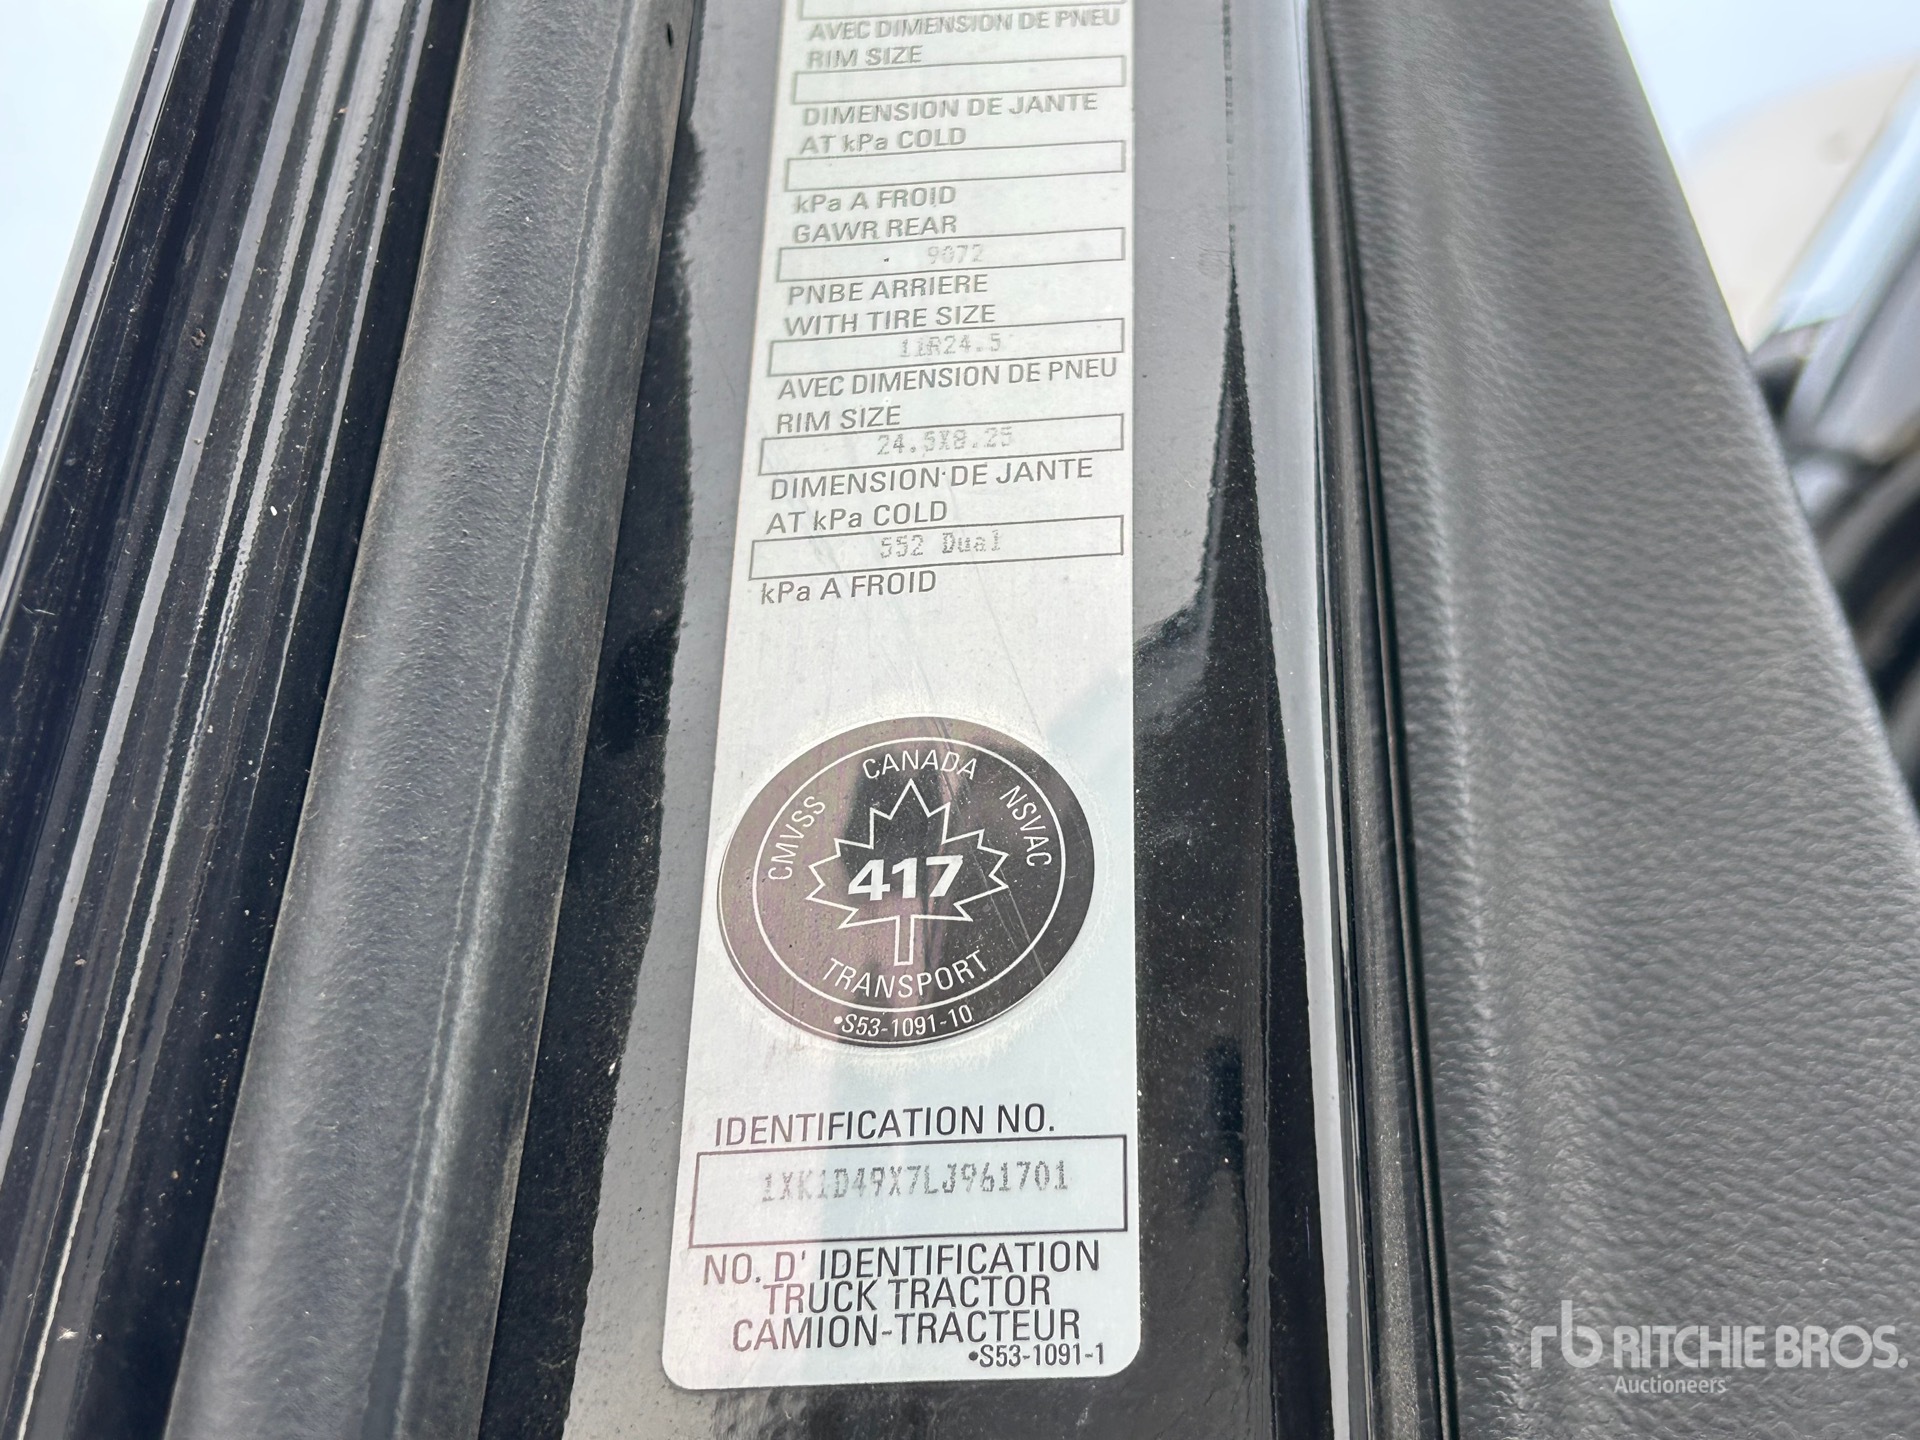 AVEC DIMENSION DE PNEU
RIM SIZE
DIMENSION DE JANTE
AT kPa COLD
kPa A FROID
GAWR REAR
9072
PNBE ARRIERE
WITH TIRE SIZE
11R24.5
AVEC DIMENSION DE PNEU
RIM SIZE
24.5X8.25
DIMENSION DE JANTE
AT kPa COLD
552 Dual
kPa A FROID
CANADA
CMVSS
NSVAC
417
TRANSPORT
•S53-1091-10
IDENTIFICATION NO.
1XK1D49X7LJ961701
NO. D' IDENTIFICATION
TRUCK TRACTOR
CAMION-TRACTEUR
•S53-1091-1
rb RITCHIE BROS.
Auctioneers